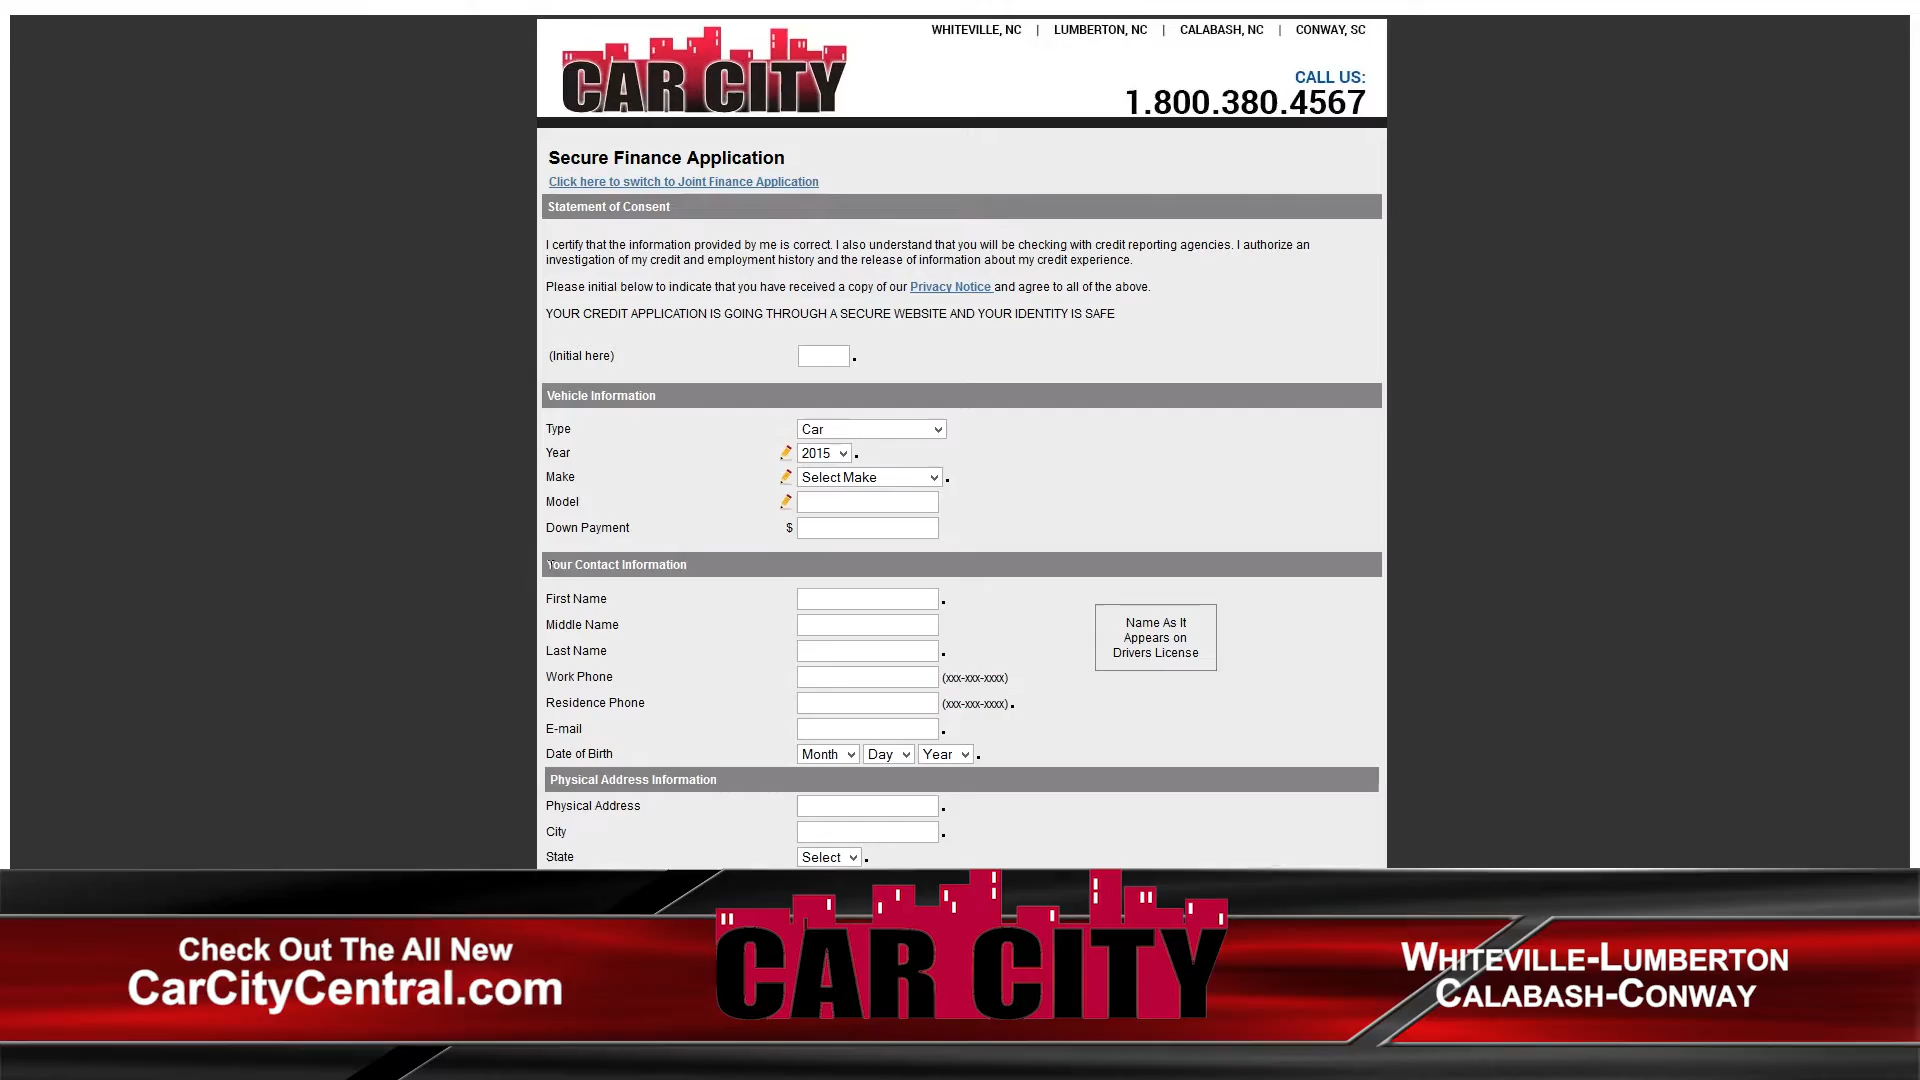 CAR CITY
WHITEVILLE, NC | LUMBERTON, NC | CALABASH, NC | CONWAY, SC
CALL US:
1.800.380.4567
Secure Finance Application
Click here to switch to Joint Finance Application
Statement of Consent
I certify that the information provided by me is correct. I also understand that you will be checking with credit reporting agencies. I authorize an
investigation of my credit and employment history and the release of information about my credit experience.
Please initial below to indicate that you have received a copy of our Privacy Notice and agree to all of the above.
YOUR CREDIT APPLICATION IS GOING THROUGH A SECURE WEBSITE AND YOUR IDENTITY IS SAFE
(Initial here)
Vehicle Information
Type Car
Year 2015
Make Select Make
Model
Down Payment $
Your Contact Information
First Name
Middle Name
Last Name
Work Phone (xxx-xxx-xxxx)
Residence Phone (xxx-xxx-xxxx)
E-mail
Date of Birth Month Day Year
Name As It
Appears on
Drivers License
Physical Address Information
Physical Address
City
State Select
Check Out The All New
CarCityCentral.com
CAR CITY
WHITEVILLE-LUMBERTON
CALABASH-CONWAY